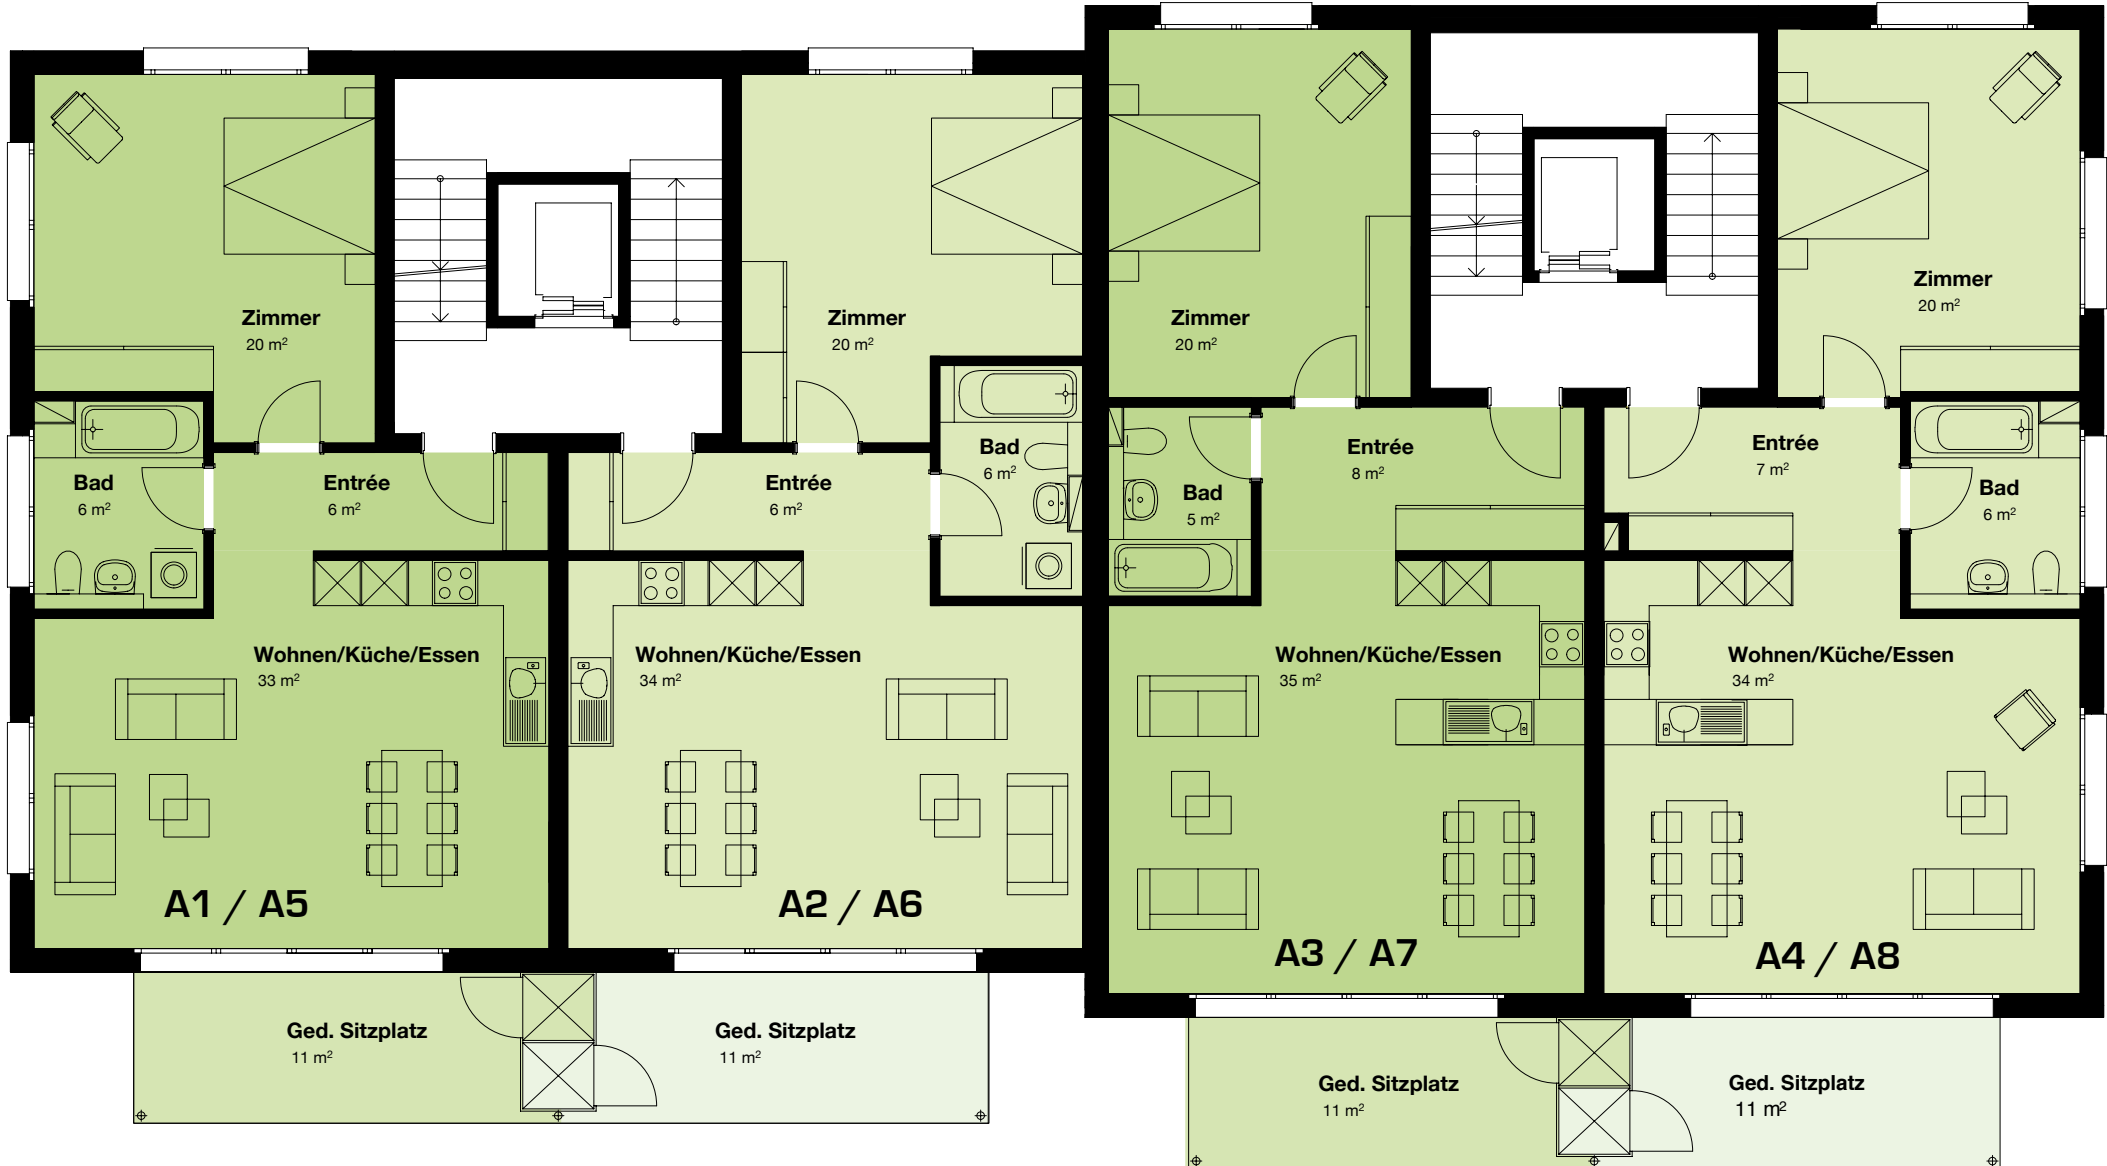 Zimmer
20 m²
Zimmer
20 m²
Zimmer
20 m²
Zimmer
20 m²
Bad
6 m²
Entrée
6 m²
Entrée
6 m²
Bad
6 m²
Bad
5 m²
Entrée
8 m²
Entrée
7 m²
Bad
6 m²
Wohnen/Küche/Essen
33 m²
Wohnen/Küche/Essen
34 m²
Wohnen/Küche/Essen
35 m²
Wohnen/Küche/Essen
34 m²
A1 / A5
A2 / A6
A3 / A7
A4 / A8
Ged. Sitzplatz
11 m²
Ged. Sitzplatz
11 m²
Ged. Sitzplatz
11 m²
Ged. Sitzplatz
11 m²